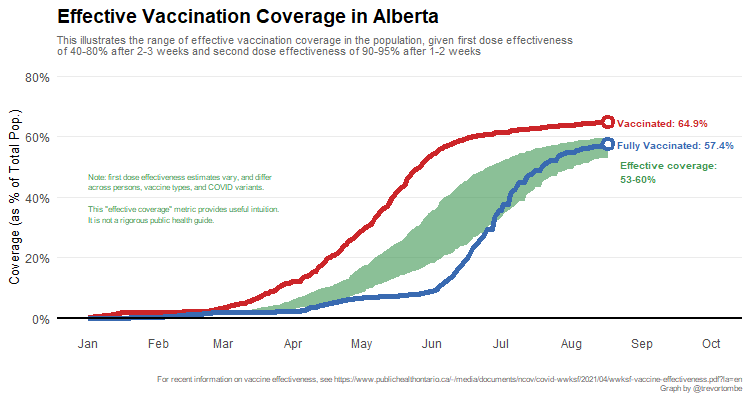 Effective Vaccination Coverage in Alberta
This illustrates the range of effective vaccination coverage in the population, given first dose effectiveness
of 40-80% after 2-3 weeks and second dose effectiveness of 90-95% after 1-2 weeks
Coverage (as % of Total Pop.)
80%
60%
40%
20%
0%
Vaccinated: 64.9%
Fully Vaccinated: 57.4%
Effective coverage:
53-60%
Note: first dose effectiveness estimates vary, and differ
across persons, vaccine types, and COVID variants.
This "effective coverage" metric provides useful intuition.
It is not a rigorous public health guide.
Jan Feb Mar Apr May Jun Jul Aug Sep Oct
For recent information on vaccine effectiveness, see https://www.publichealthontario.ca/-/media/documents/ncov/covid-wwksf/2021/04/wwksf-vaccine-effectiveness.pdf?la=en
Graph by @trevortombe